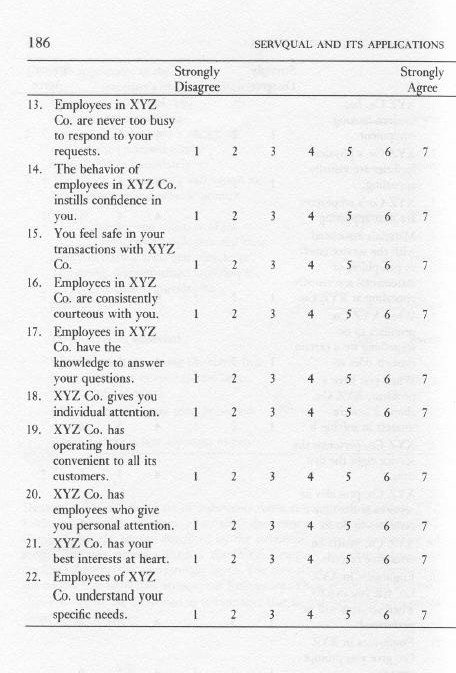 186
SERVQUAL AND ITS APPLICATIONS
Strongly Strongly
Disagree Agree
13. Employees in XYZ
Co. are never too busy
to respond to your
requests. 1 2 3 4 5 6 7
14. The behavior of
employees in XYZ Co.
instills confidence in
you. 1 2 3 4 5 6 7
15. You feel safe in your
transactions with XYZ
Co. 1 2 3 4 5 6 7
16. Employees in XYZ
Co. are consistently
courteous with you. 1 2 3 4 5 6 7
17. Employees in XYZ
Co. have the
knowledge to answer
your questions. 1 2 3 4 5 6 7
18. XYZ Co. gives you
individual attention. 1 2 3 4 5 6 7
19. XYZ Co. has
operating hours
convenient to all its
customers. 1 2 3 4 5 6 7
20. XYZ Co. has
employees who give
you personal attention. 1 2 3 4 5 6 7
21. XYZ Co. has your
best interests at heart. 1 2 3 4 5 6 7
22. Employees of XYZ
Co. understand your
specific needs. 1 2 3 4 5 6 7